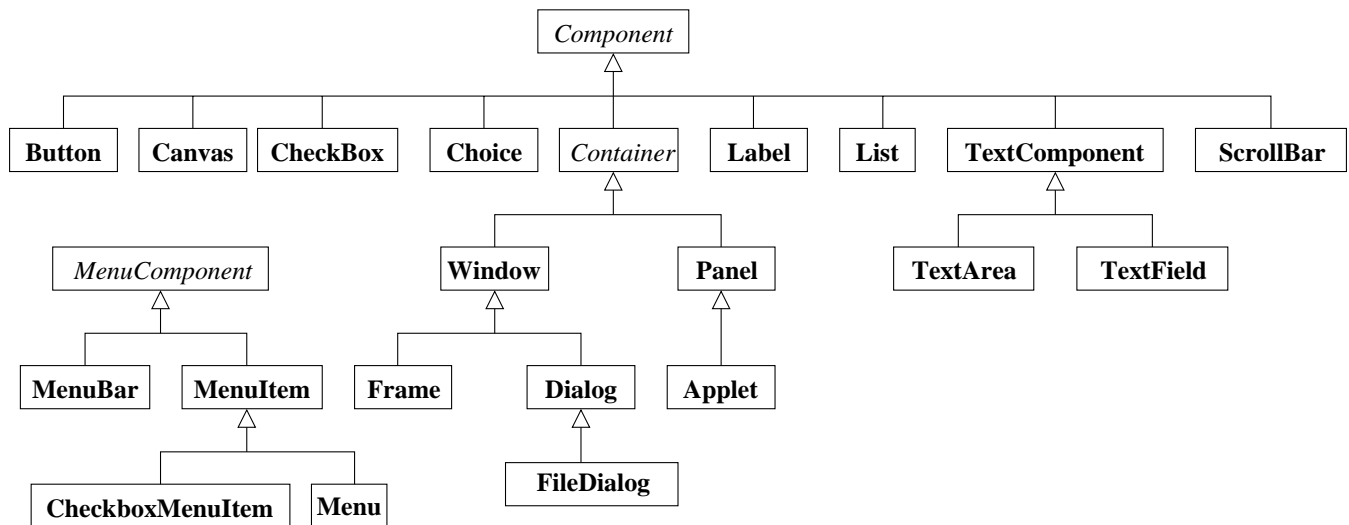 Component
Button Canvas CheckBox Choice Container Label List TextComponent ScrollBar
MenuComponent Window Panel TextArea TextField
MenuBar MenuItem Frame Dialog Applet
FileDialog
CheckboxMenuItem Menu